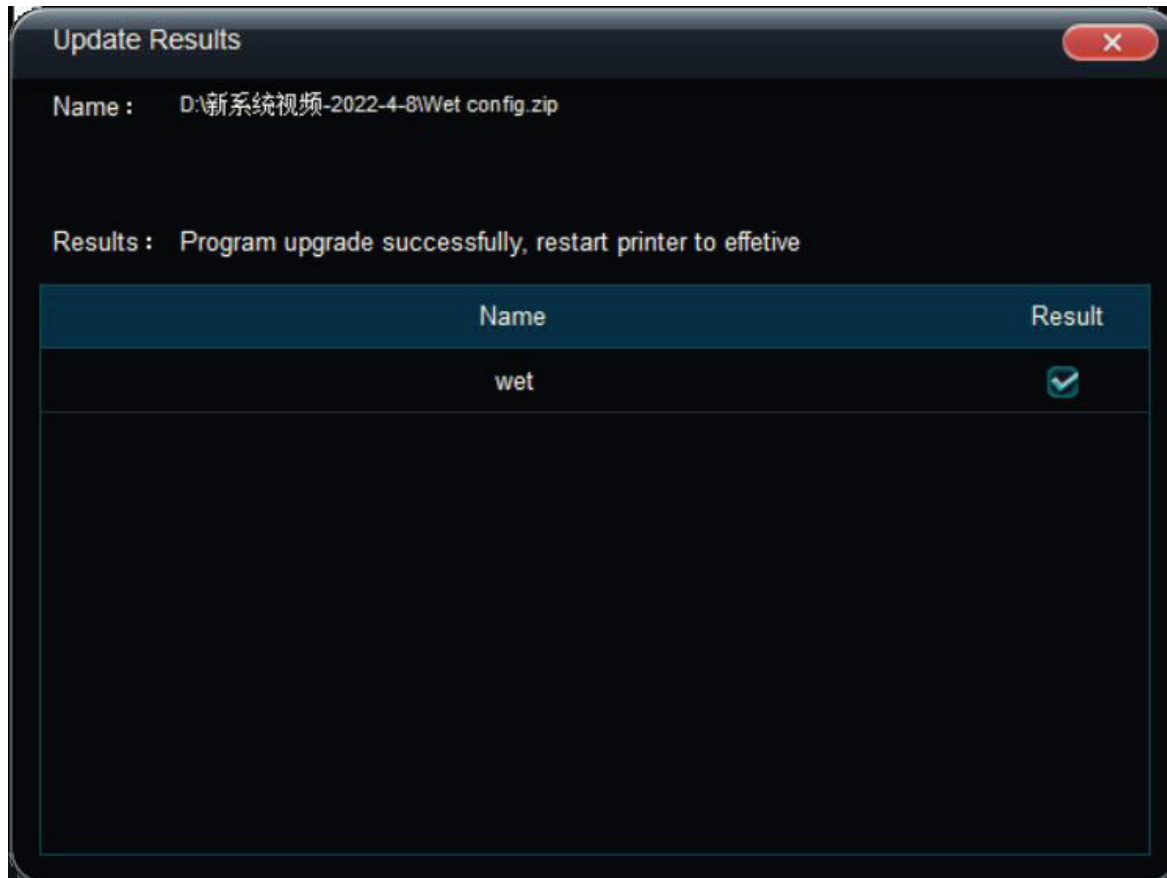 Update Results
Name： D:\新系统视频-2022-4-8\Wet config.zip
Results： Program upgrade successfully, restart printer to effetive
Name Result
wet